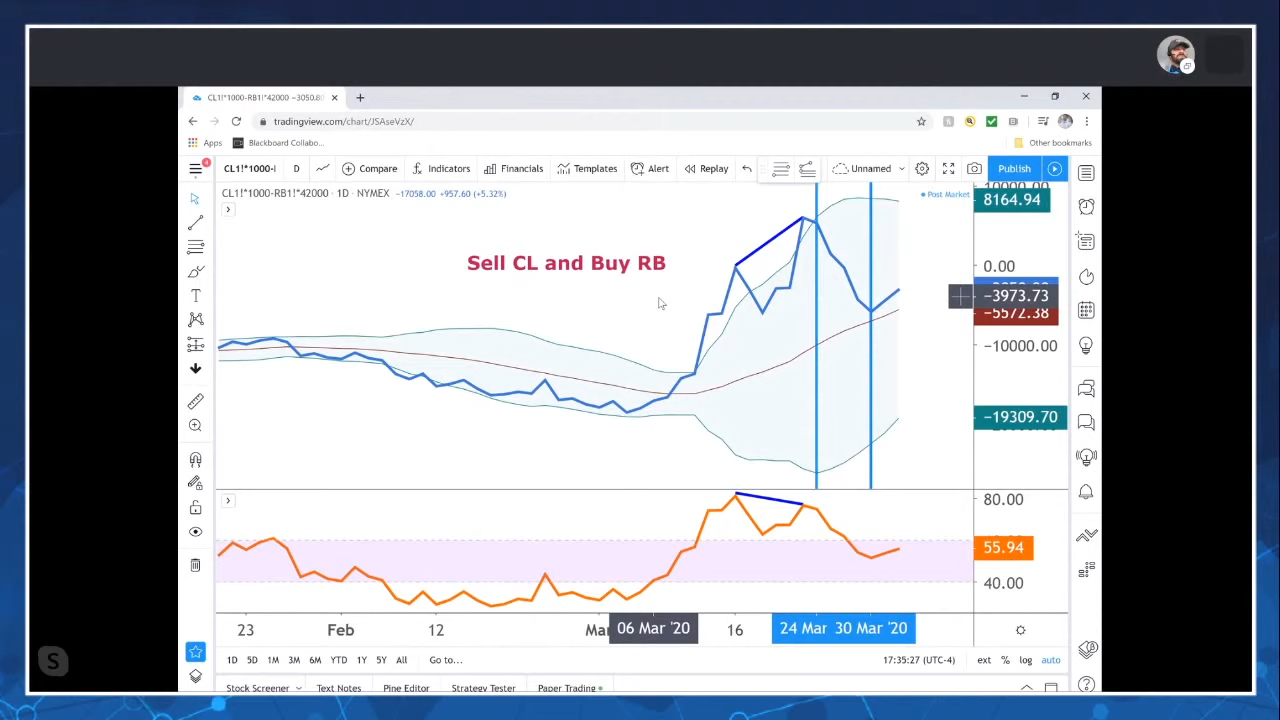 CL1!*1000-RB1!*42000 −3050.80
tradingview.com/chart/JSAseVzX/
Apps
Blackboard Collabo...
Other bookmarks
4
CL1!*1000-I
D
Compare
Indicators
Financials
Templates
Alert
Replay
Unnamed
Publish
CL1!*1000-RB1!*42000 · 1D · NYMEX −17058.00 +957.60 (+5.32%)
Post Market
10000.00
8164.94
Sell CL and Buy RB
0.00
−3973.73
−5572.38
−10000.00
−19309.70
80.00
55.94
40.00
23
Feb
12
Mar
06 Mar '20
16
24 Mar
30 Mar '20
1D 5D 1M 3M 6M YTD 1Y 5Y All
Go to...
17:35:27 (UTC-4)
ext % log auto
Stock Screener
Text Notes
Pine Editor
Strategy Tester
Paper Trading
S